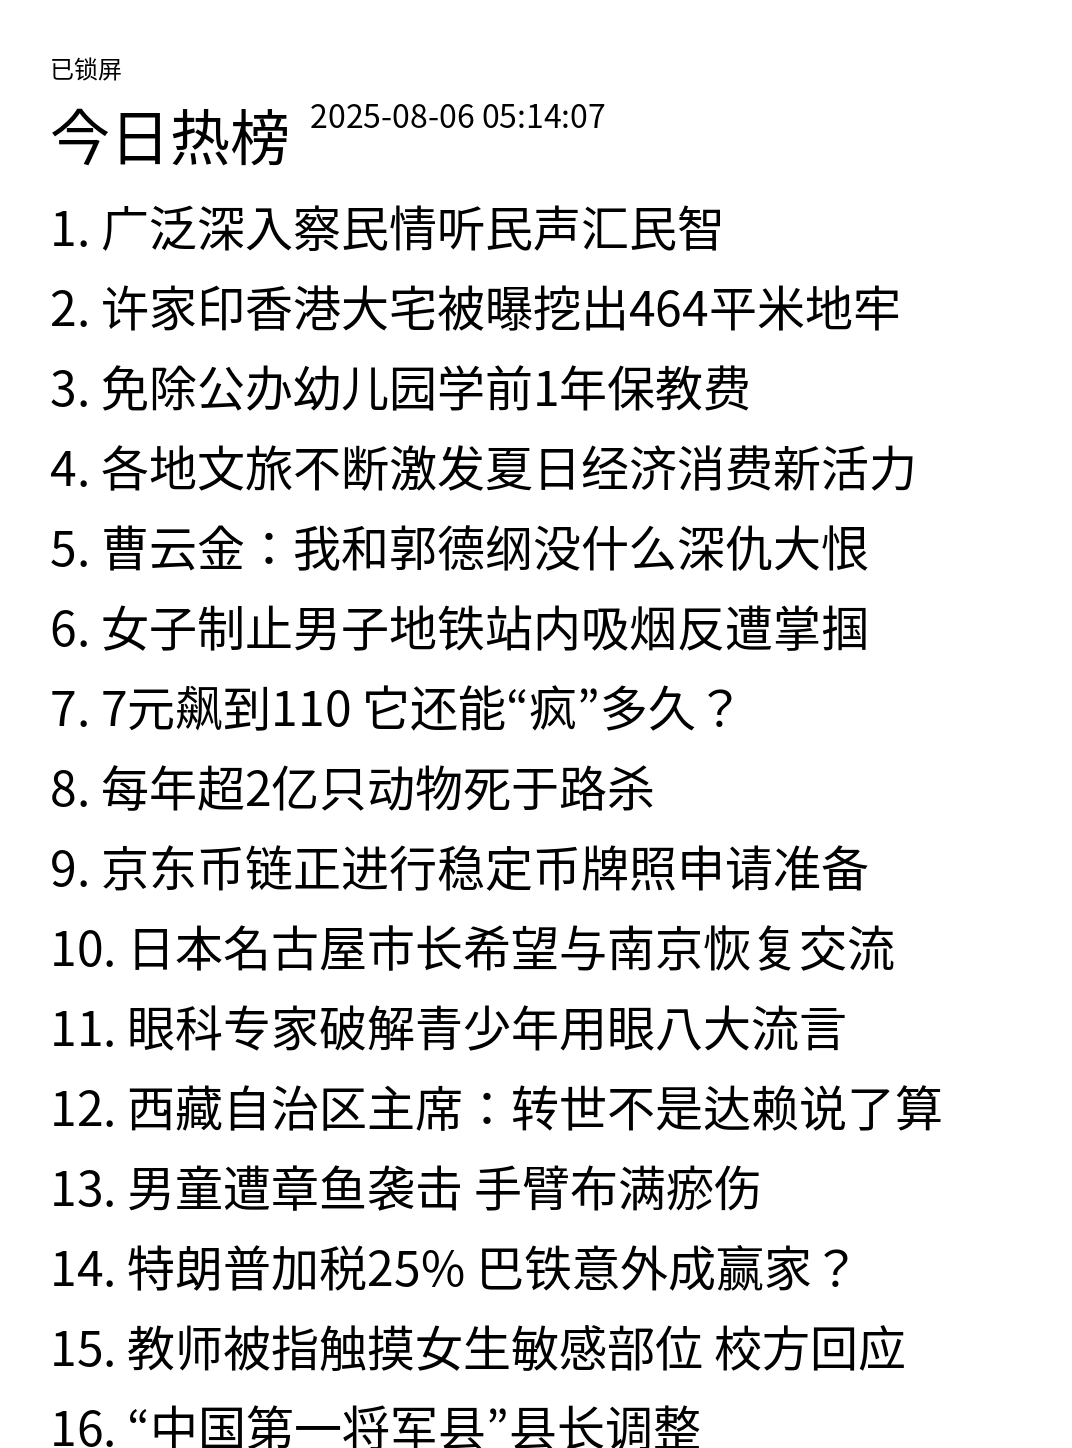 已锁屏
今日热榜 2025-08-06 05:14:07
1. 广泛深入察民情听民声汇民智
2. 许家印香港大宅被曝挖出464平米地牢
3. 免除公办幼儿园学前1年保教费
4. 各地文旅不断激发夏日经济消费新活力
5. 曹云金：我和郭德纲没什么深仇大恨
6. 女子制止男子地铁站内吸烟反遭掌掴
7. 7元飙到110 它还能“疯”多久？
8. 每年超2亿只动物死于路杀
9. 京东币链正进行稳定币牌照申请准备
10. 日本名古屋市长希望与南京恢复交流
11. 眼科专家破解青少年用眼八大流言
12. 西藏自治区主席：转世不是达赖说了算
13. 男童遭章鱼袭击 手臂布满瘀伤
14. 特朗普加税25% 巴铁意外成赢家？
15. 教师被指触摸女生敏感部位 校方回应
16. “中国第一将军县”县长调整